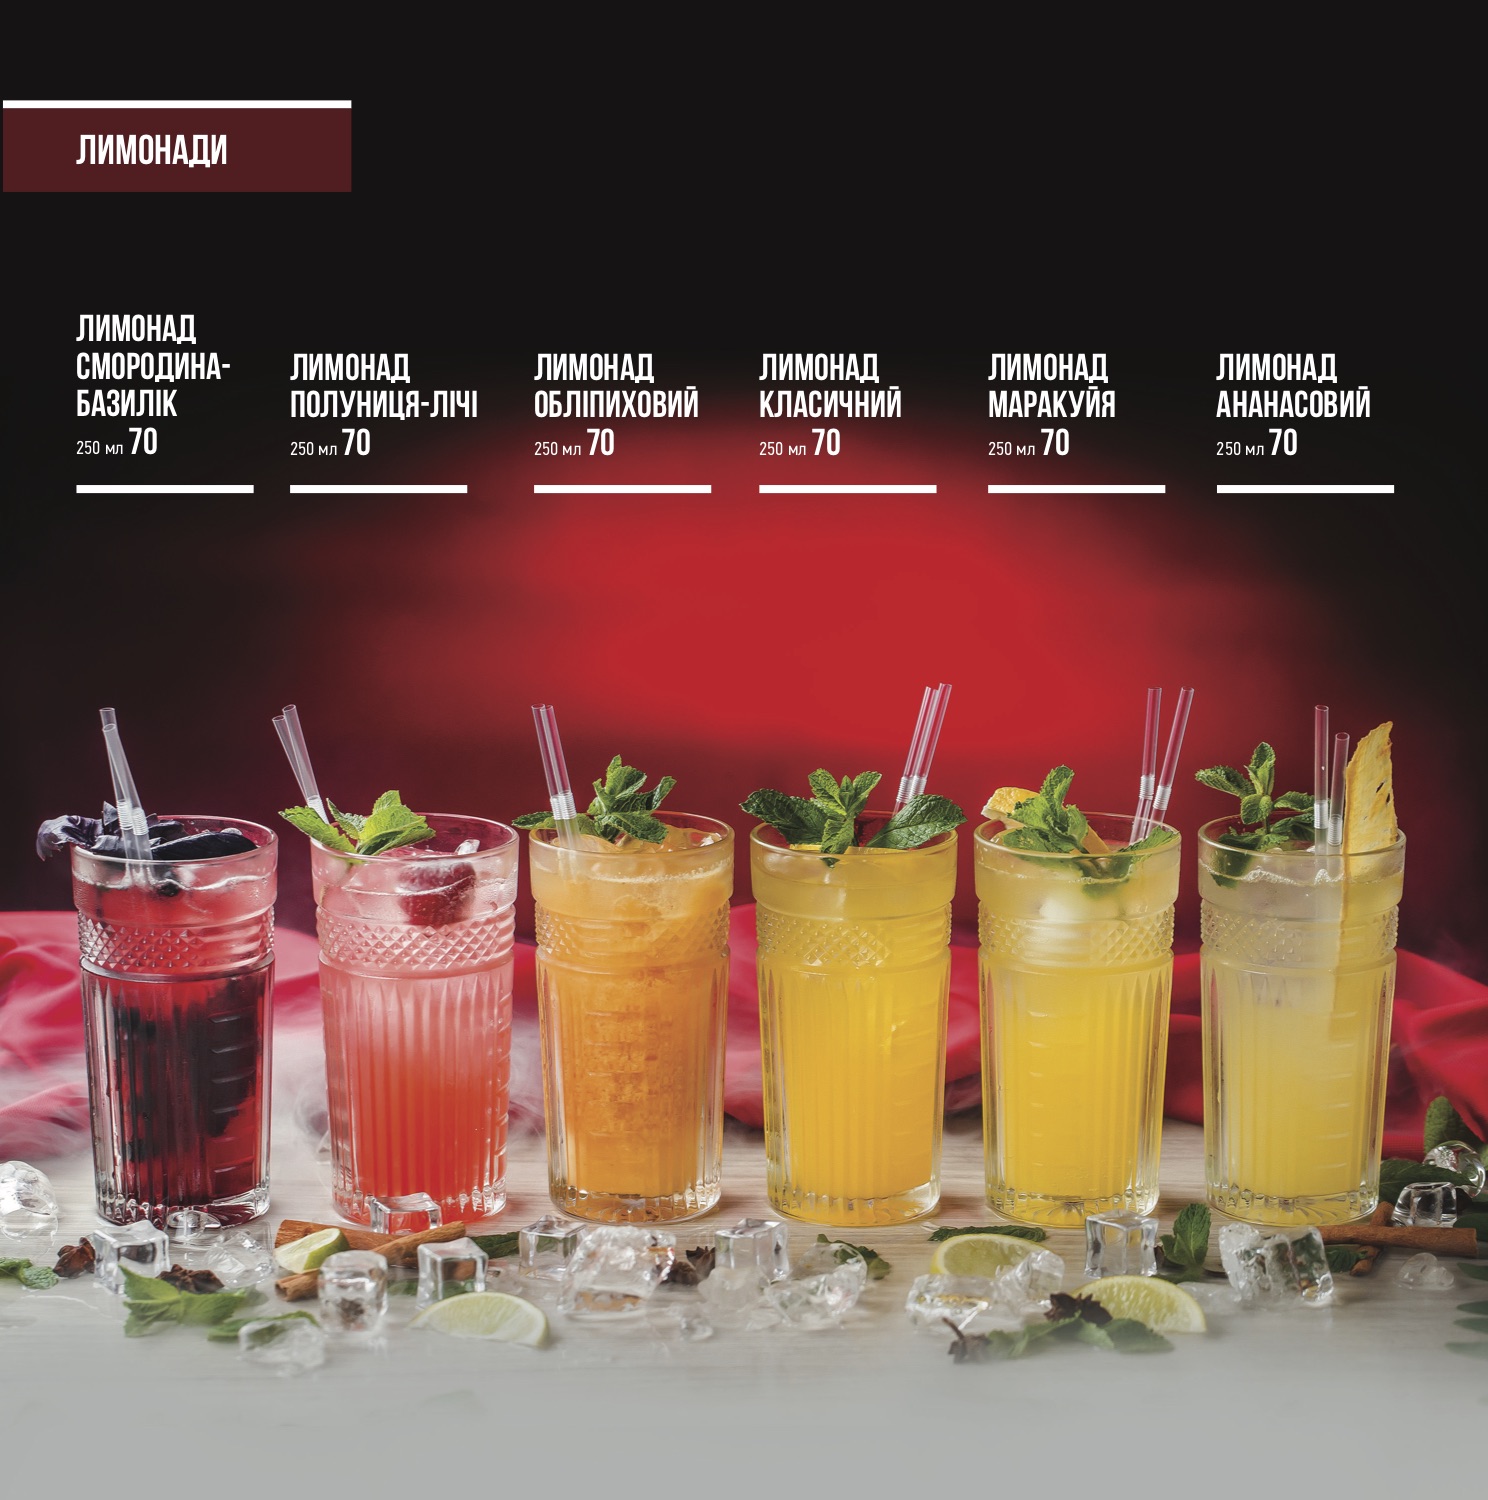 ЛИМОНАДИ
ЛИМОНАД
СМОРОДИНА-
БАЗИЛІК
250 мл 70
ЛИМОНАД
ПОЛУНИЦЯ-ЛІЧІ
250 мл 70
ЛИМОНАД
ОБЛІПИХОВИЙ
250 мл 70
ЛИМОНАД
КЛАСИЧНИЙ
250 мл 70
ЛИМОНАД
МАРАКУЙЯ
250 мл 70
ЛИМОНАД
АНАНАСОВИЙ
250 мл 70